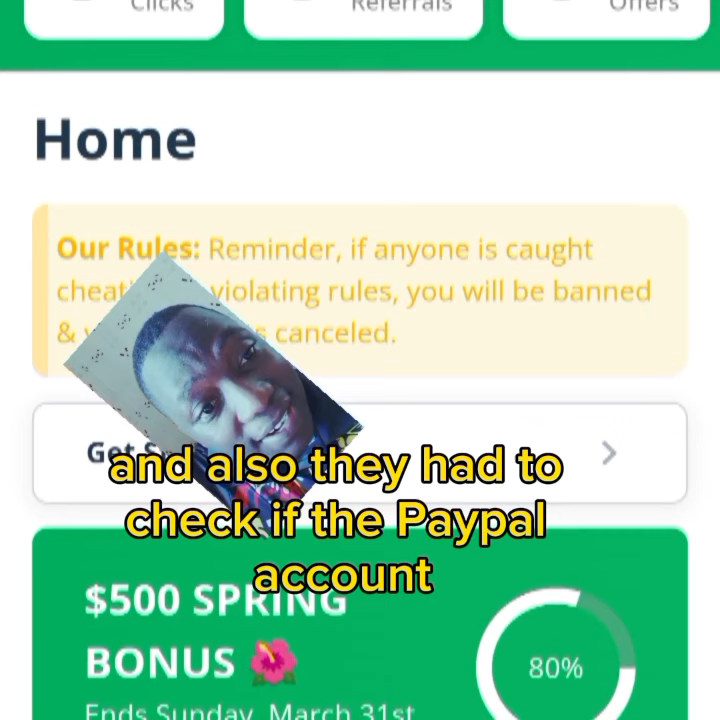 Clicks
Referrals
Offers
Home
Our Rules: Reminder, if anyone is caught
violating rules, you will be banned
& canceled.
Get
and also they had to
check if the Paypal
account
$500 SPRING
BONUS 🌺
80%
Ends Sunday, March 31st